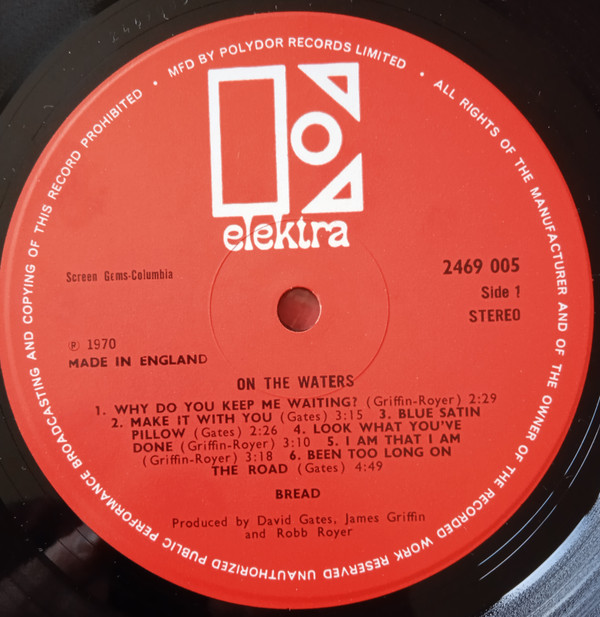 MFD BY POLYDOR RECORDS LIMITED • ALL RIGHTS OF THE MANUFACTURER AND OF THE OWNER OF THE RECORDED WORK RESERVED UNAUTHORIZED PUBLIC PERFORMANCE BROADCASTING AND COPYING OF THIS RECORD PROHIBITED •
elektra
Screen Gems-Columbia
2469 005
Side 1
STEREO
℗ 1970
MADE IN ENGLAND
ON THE WATERS
1. WHY DO YOU KEEP ME WAITING? (Griffin-Royer) 2:29
2. MAKE IT WITH YOU (Gates) 3:15 3. BLUE SATIN
PILLOW (Gates) 2:26 4. LOOK WHAT YOU'VE
DONE (Griffin-Royer) 3:10 5. I AM THAT I AM
(Griffin-Royer) 3:18 6. BEEN TOO LONG ON
THE ROAD (Gates) 4:49
BREAD
Produced by David Gates, James Griffin
and Robb Royer